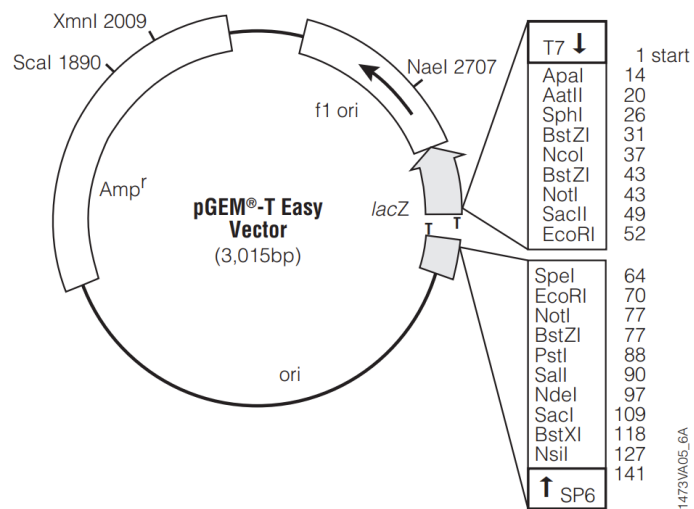 XmnI 2009
ScaI 1890
NaeI 2707
f1 ori
Ampʳ
pGEM®-T Easy
Vector
(3,015bp)
lacZ
T
T
ori
T7 ↓
1 start
ApaI 14
AatII 20
SphI 26
BstZI 31
NcoI 37
BstZI 43
NotI 43
SacII 49
EcoRI 52
SpeI 64
EcoRI 70
NotI 77
BstZI 77
PstI 88
SalI 90
NdeI 97
SacI 109
BstXI 118
NsiI 127
141
↑ SP6
1473VA05_6A